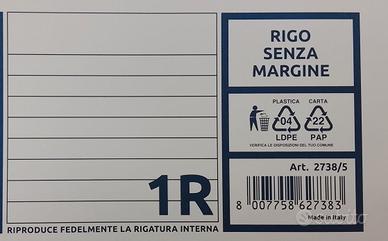 RIGO
SENZA
MARGINE
PLASTICA CARTA
04 22
LDPE PAP
VERIFICA LE DISPOSIZIONI DEL TUO COMUNE
Art. 2738/5
8 007758 627383
Made in Italy
1R
RIPRODUCE FEDELMENTE LA RIGATURA INTERNA